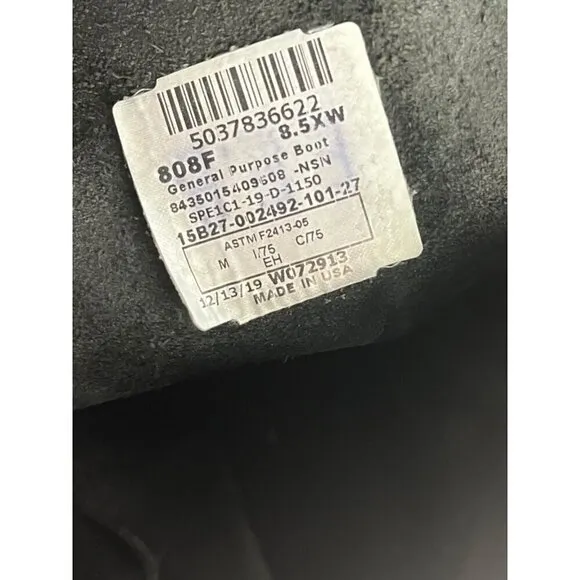 5037836622
808F 8.5XW
General Purpose Boot
8435015409608 -NSN
SPE1C1-19-D-1150
15B27-002492-101-27
ASTM F2413-05
M I/75 C/75
EH
12/13/19 W072913
MADE IN USA